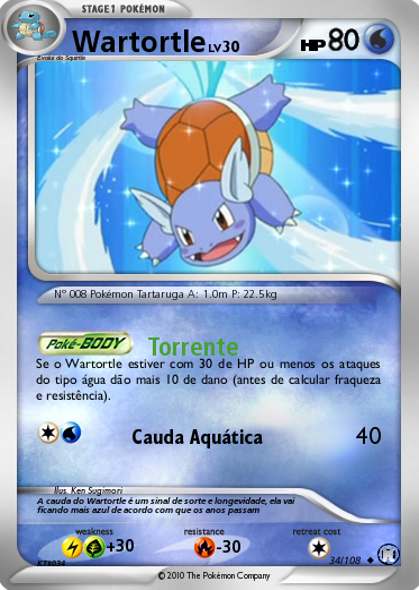 STAGE 1 POKÉMON
Wartortle LV30 HP 80
Evolui do Squirtle
Nº 008 Pokémon Tartaruga A: 1.0m P: 22.5kg
Poké-BODY Torrente
Se o Wartortle estiver com 30 de HP ou menos os ataques
do tipo água dão mais 10 de dano (antes de calcular fraqueza
e resistência).
Cauda Aquática 40
Ilus. Ken Sugimori
A cauda do Wartortle é um sinal de sorte e longevidade, ela vai
ficando mais azul de acordo com que os anos passam
weakness resistance retreat cost
+30 -30
34/108
©2010 The Pokémon Company